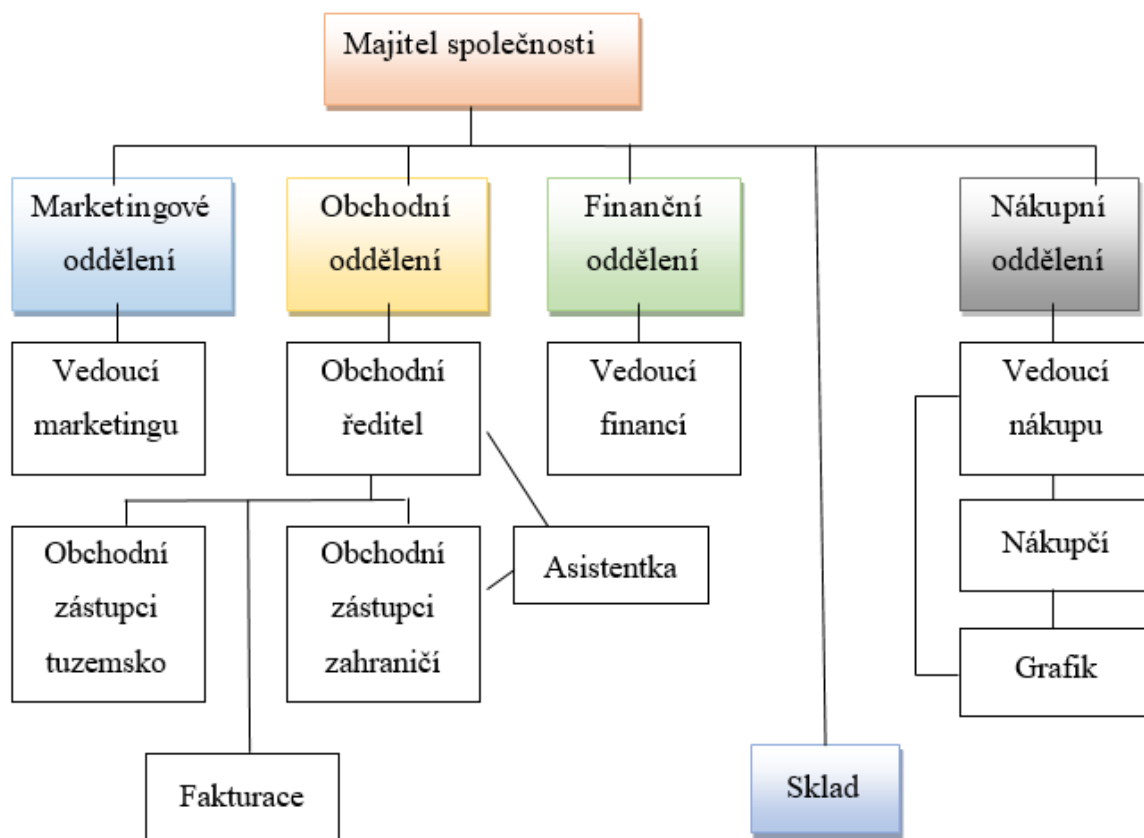 Majitel společnosti
Marketingové
oddělení
Obchodní
oddělení
Finanční
oddělení
Nákupní
oddělení
Vedoucí
marketingu
Obchodní
ředitel
Vedoucí
financí
Vedoucí
nákupu
Obchodní
zástupci
tuzemsko
Obchodní
zástupci
zahraničí
Asistentka
Nákupčí
Grafik
Fakturace
Sklad